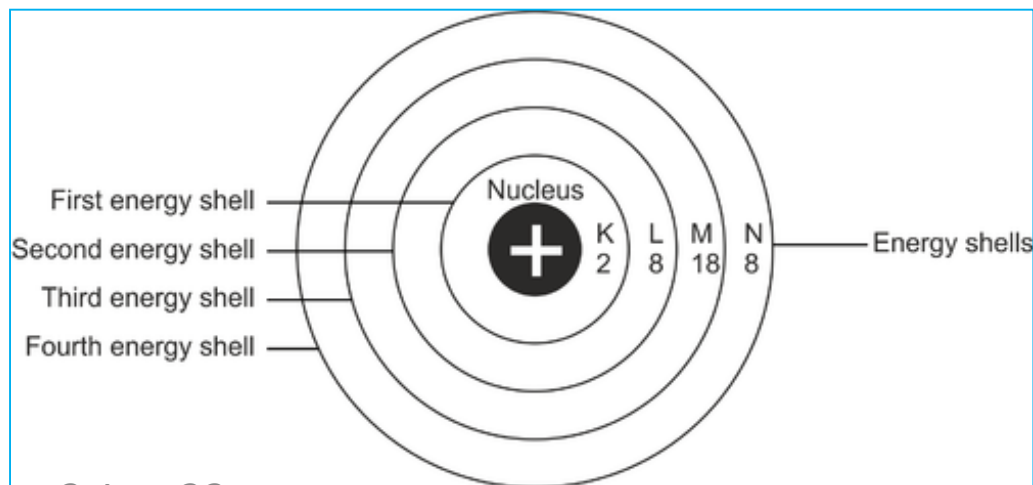 Nucleus
First energy shell
Second energy shell
Third energy shell
Fourth energy shell
K L M N
2 8 18 8
Energy shells